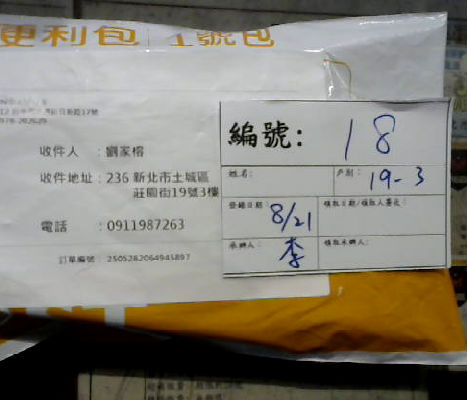 便利包 1號包
收件人 : 劉家榕
收件地址 : 236 新北市土城區
莊園街19號3樓
電話 : 0911987263
訂單編號 : 2505282064945897
編號: 18
姓名: 戶別: 19-3
登錄日期: 8/21 領取日期/領取人簽名:
承辦人: 李 領取承辦人: